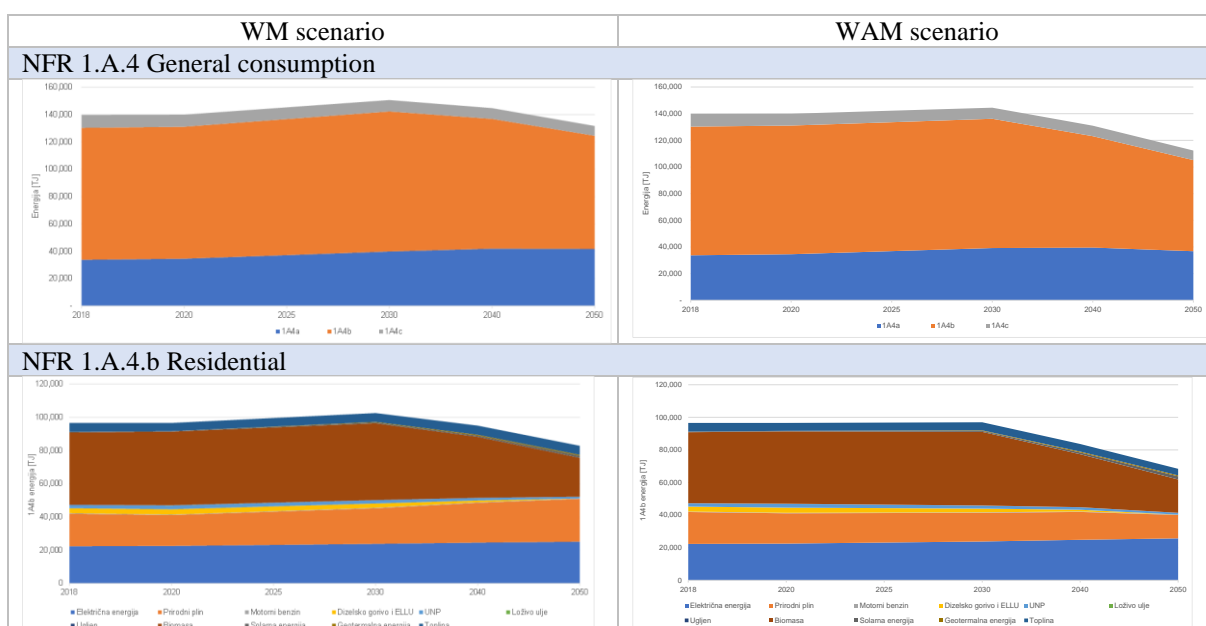 WM scenario
WAM scenario
NFR 1.A.4 General consumption
160,000
140,000
120,000
100,000
80,000
60,000
40,000
20,000
-
Energija [TJ]
2018 2020 2025 2030 2040 2050
1A4a 1A4b 1A4c
160,000
140,000
120,000
100,000
80,000
60,000
40,000
20,000
-
Energija [TJ]
2018 2020 2025 2030 2040 2050
1A4a 1A4b 1A4c
NFR 1.A.4.b Residential
120,000
100,000
80,000
60,000
40,000
20,000
0
1A4b energija [TJ]
2018 2020 2025 2030 2040 2050
Električna energija Prirodni plin Motorni benzin Dizelsko gorivo i ELLU UNP Loživo ulje
Ugljen Biomasa Solarna energija Geotermalna energija Toplina
120,000
100,000
80,000
60,000
40,000
20,000
0
1A4b energija [TJ]
2018 2020 2025 2030 2040 2050
Električna energija Prirodni plin Motorni benzin Dizelsko gorivo i ELLU UNP Loživo ulje
Ugljen Biomasa Solarna energija Geotermalna energija Toplina